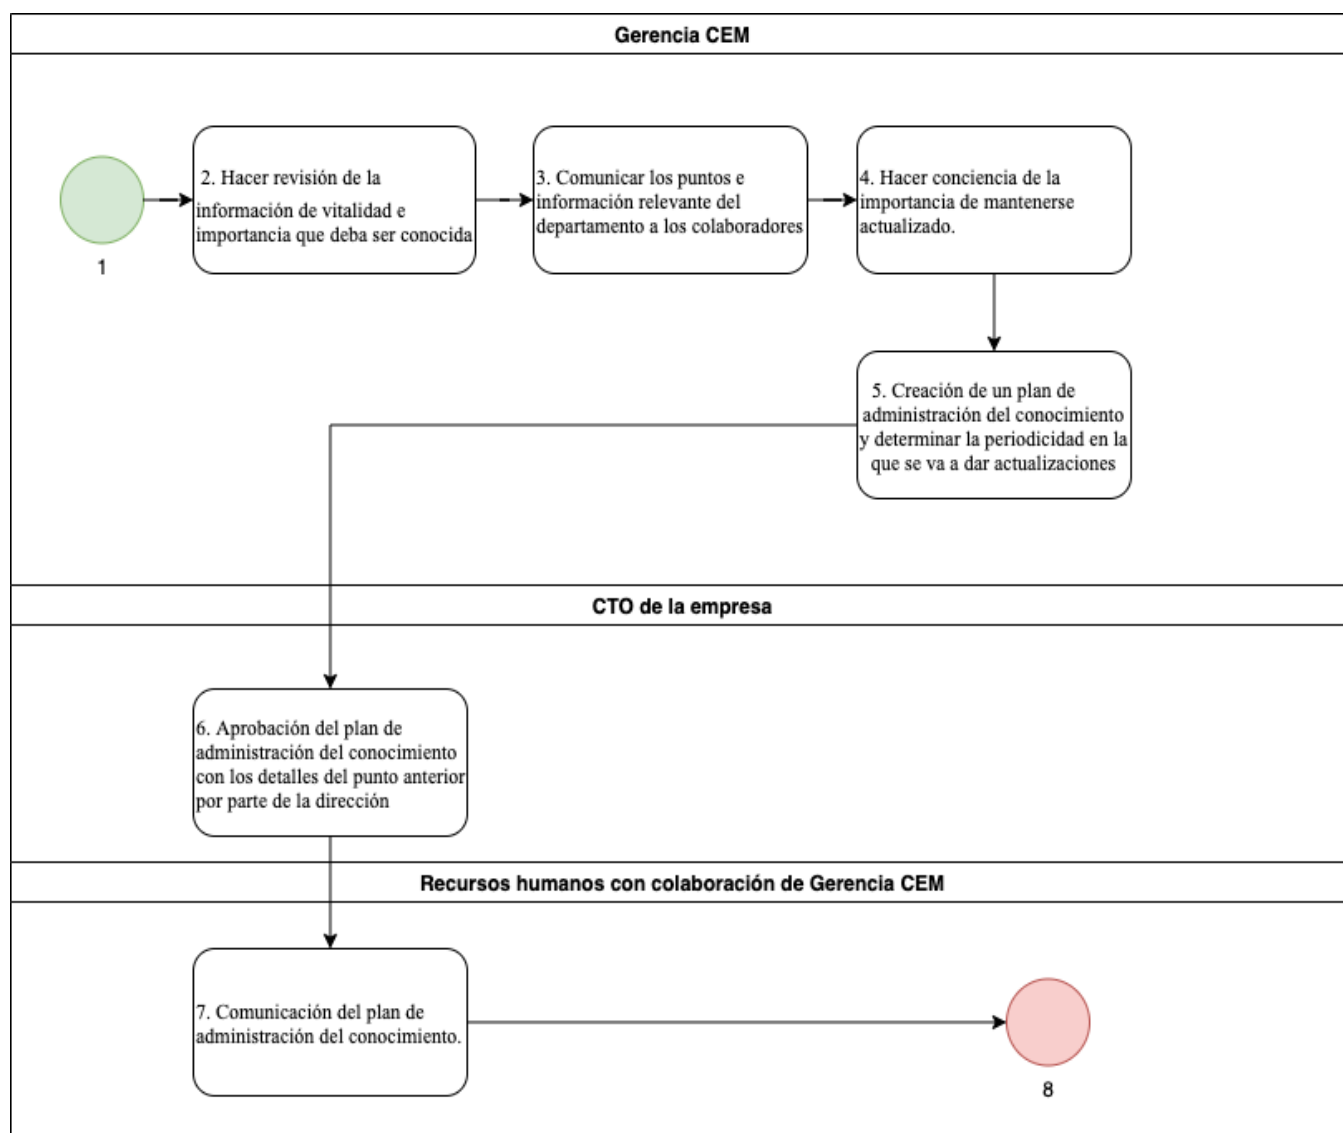 Gerencia CEM
1
2. Hacer revisión de la
información de vitalidad e
importancia que deba ser conocida
3. Comunicar los puntos e
información relevante del
departamento a los colaboradores
4. Hacer conciencia de la
importancia de mantenerse
actualizado.
5. Creación de un plan de
administración del conocimiento
y determinar la periodicidad en la
que se va a dar actualizaciones
CTO de la empresa
6. Aprobación del plan de
administración del conocimiento
con los detalles del punto anterior
por parte de la dirección
Recursos humanos con colaboración de Gerencia CEM
7. Comunicación del plan de
administración del conocimiento.
8